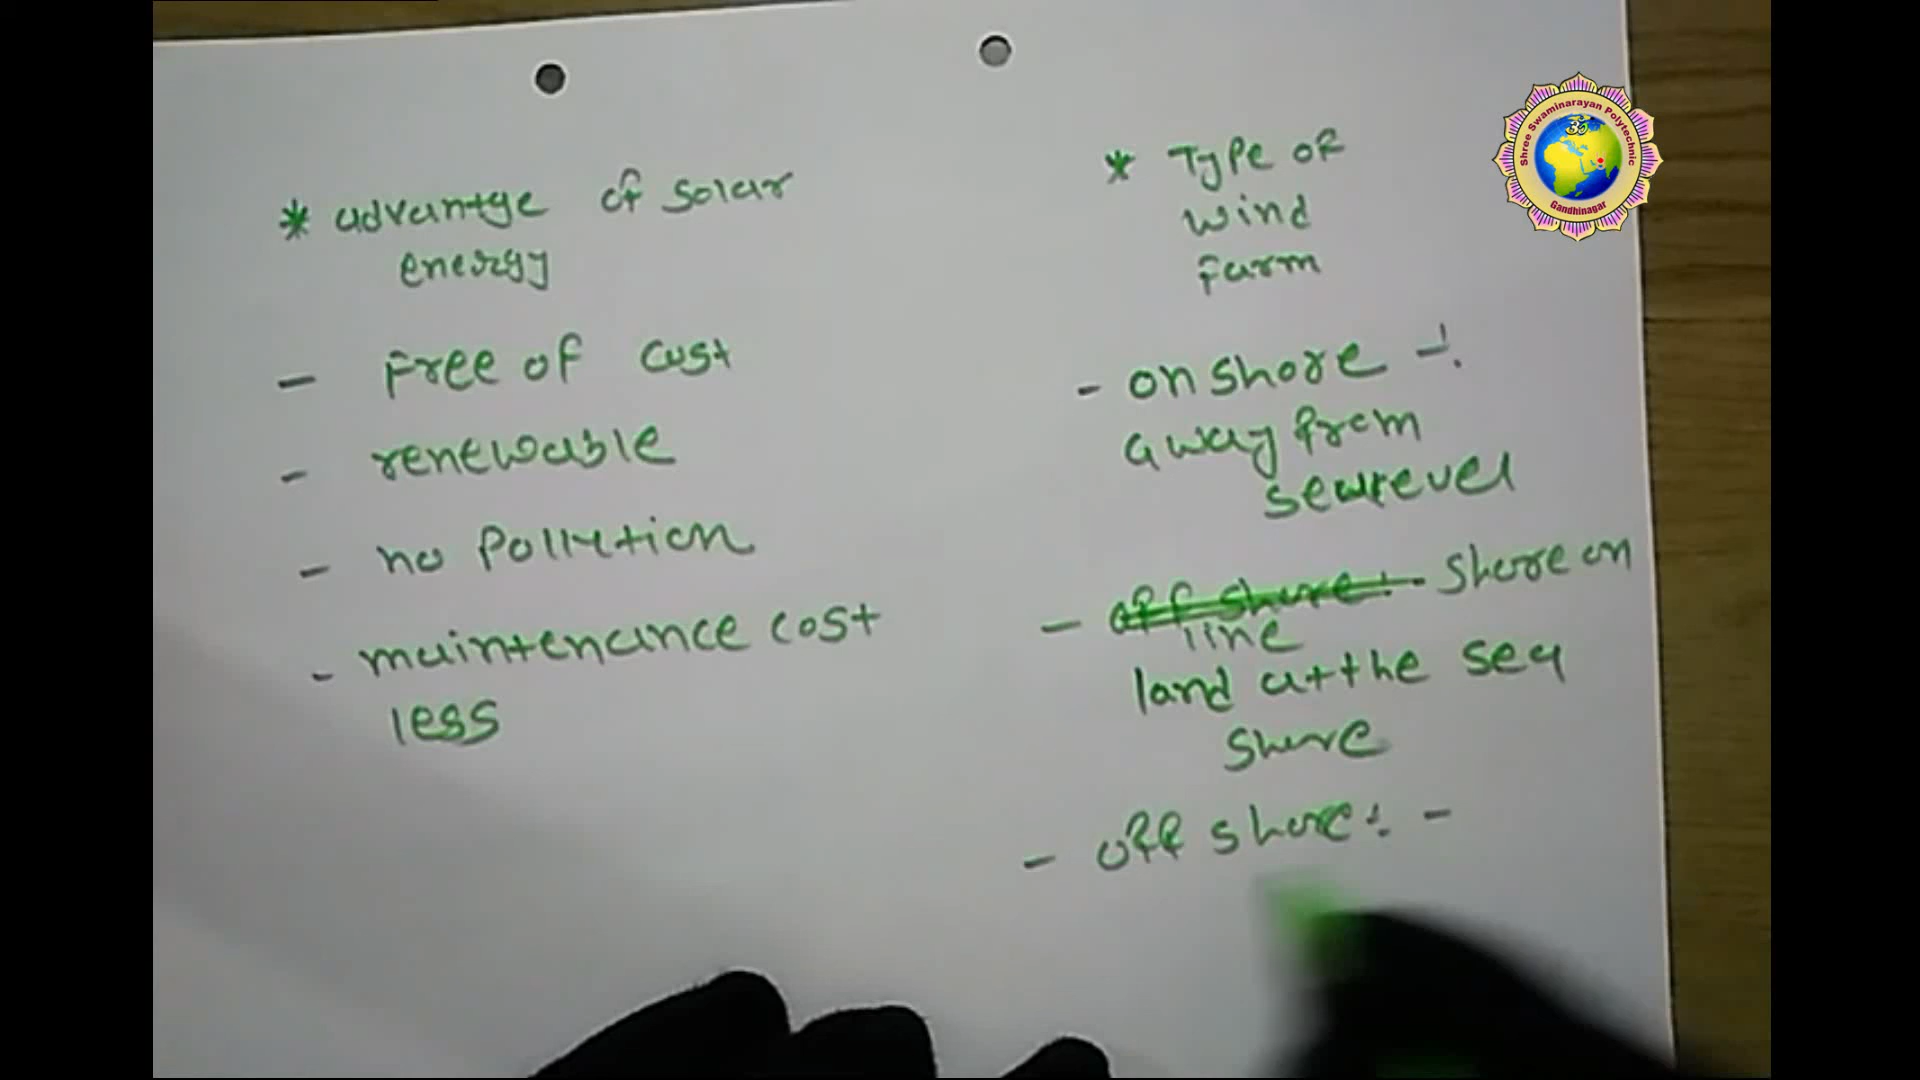 * advantge of solar
energy
- Free of cost
- renewable
- no Pollution
- maintenance cost
less
* Type of
wind
Farm
- on shore -:
away from
sealevel
- off shore:- shore on
line
land at the sea
shore
- off shore: -
Shree Swaminarayan Polytechnic
ॐ
Gandhinagar